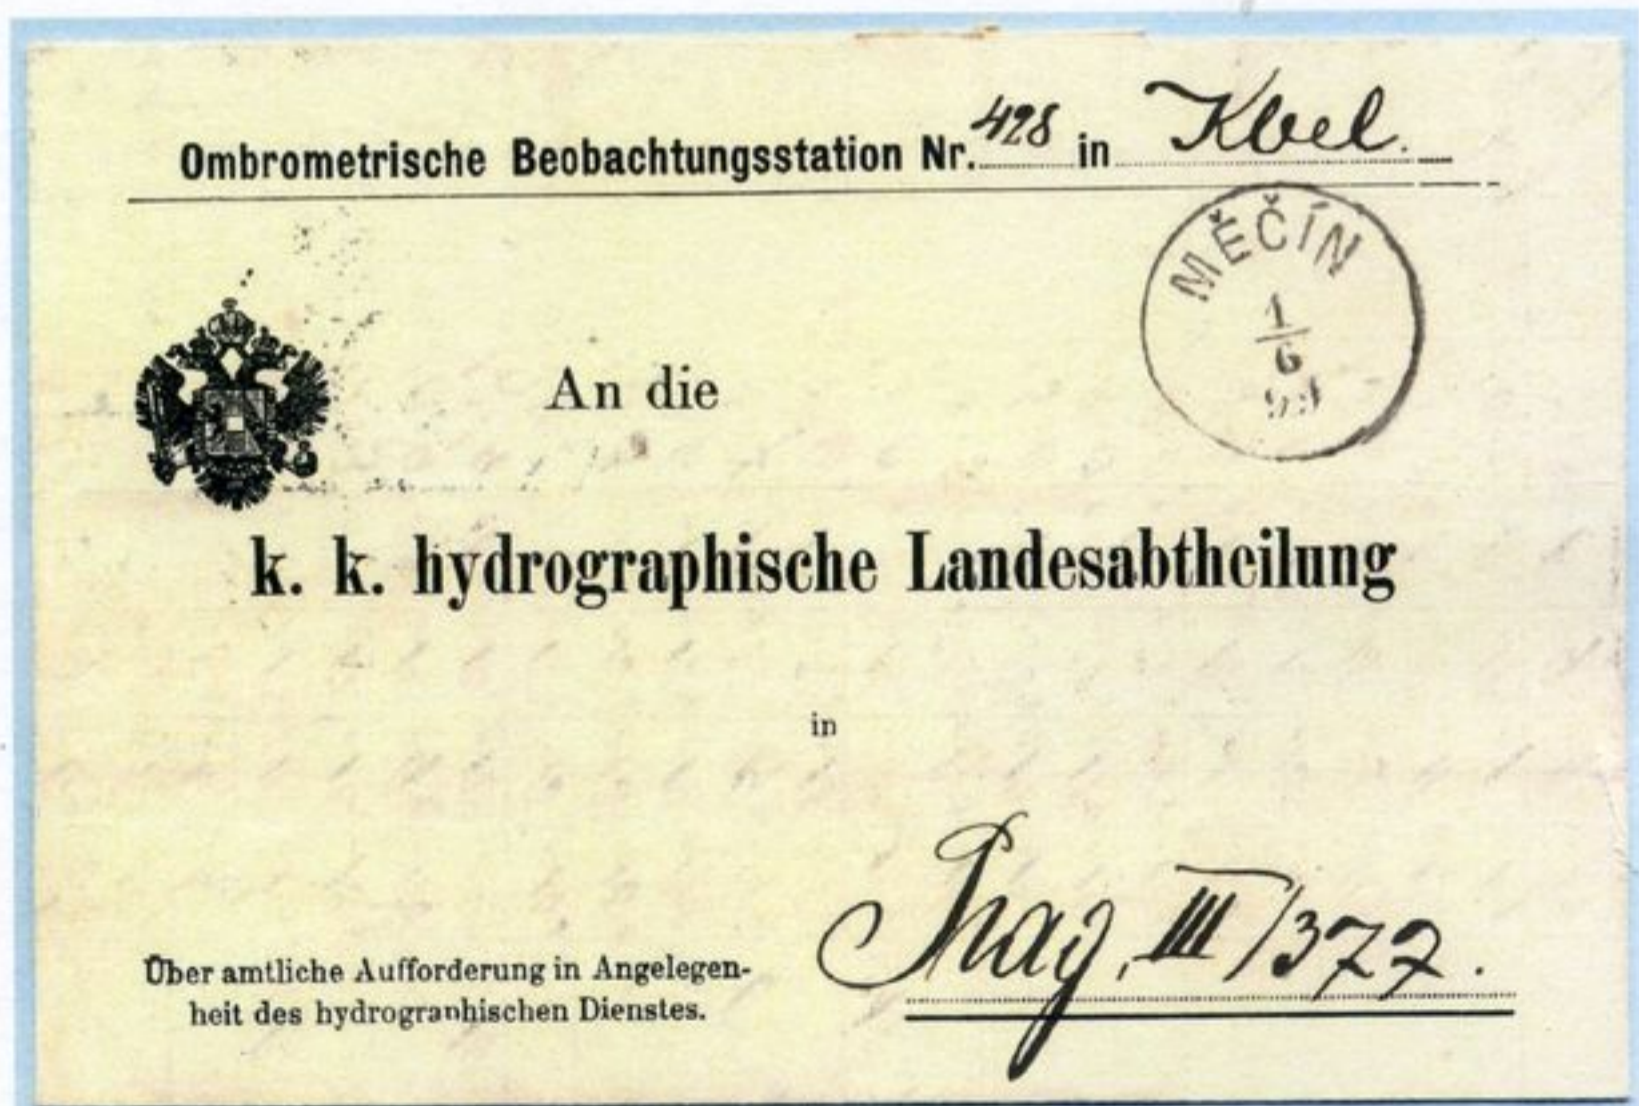 Ombrometrische Beobachtungsstation Nr. 428 in Kbel.
MĚČÍN
1
6
An die
k. k. hydrographische Landesabtheilung
in
Prag, III/377.
Über amtliche Aufforderung in Angelegen-
heit des hydrographischen Dienstes.